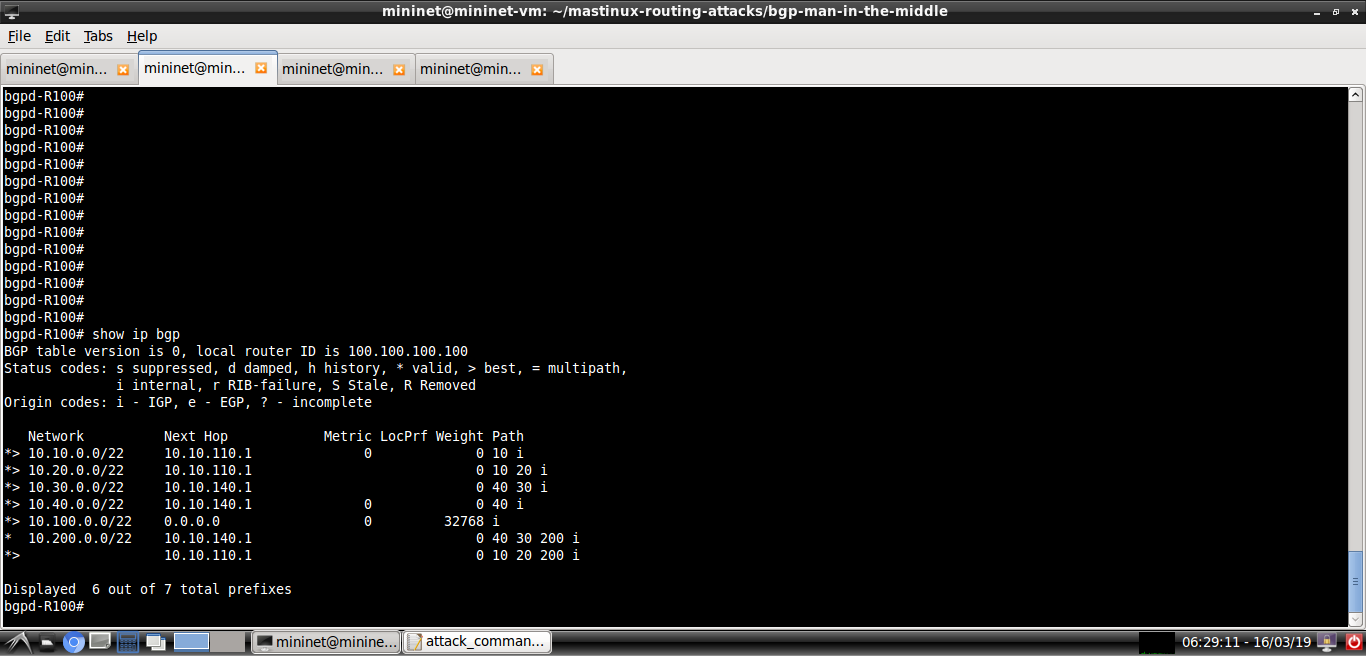 mininet@mininet-vm: ~/mastinux-routing-attacks/bgp-man-in-the-middle
File Edit Tabs Help
mininet@min... mininet@min... mininet@min... mininet@min...
bgpd-R100#
bgpd-R100#
bgpd-R100#
bgpd-R100#
bgpd-R100#
bgpd-R100#
bgpd-R100#
bgpd-R100#
bgpd-R100#
bgpd-R100#
bgpd-R100#
bgpd-R100#
bgpd-R100#
bgpd-R100#
bgpd-R100# show ip bgp
BGP table version is 0, local router ID is 100.100.100.100
Status codes: s suppressed, d damped, h history, * valid, > best, = multipath,
              i internal, r RIB-failure, S Stale, R Removed
Origin codes: i - IGP, e - EGP, ? - incomplete
   Network          Next Hop            Metric LocPrf Weight Path
*> 10.10.0.0/22     10.10.110.1              0             0 10 i
*> 10.20.0.0/22     10.10.110.1                            0 10 20 i
*> 10.30.0.0/22     10.10.140.1                            0 40 30 i
*> 10.40.0.0/22     10.10.140.1              0             0 40 i
*> 10.100.0.0/22    0.0.0.0                  0         32768 i
*  10.200.0.0/22    10.10.140.1                            0 40 30 200 i
*>                  10.10.110.1                            0 10 20 200 i
Displayed  6 out of 7 total prefixes
bgpd-R100#
mininet@minine... attack_comman... 06:29:11 - 16/03/19